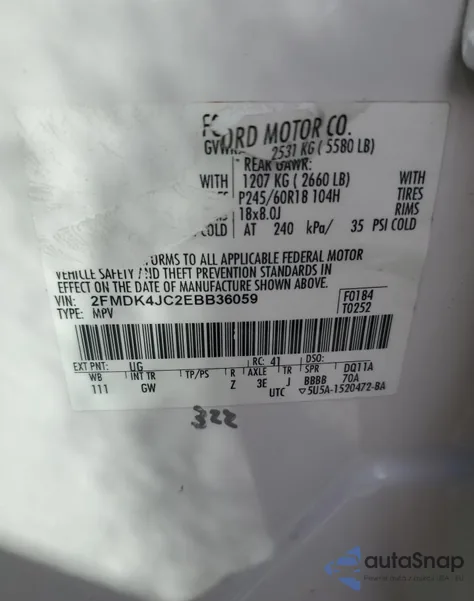 FORD MOTOR CO.
GVWR: 2531 KG ( 5580 LB)
REAR GAWR:
WITH 1207 KG ( 2660 LB) WITH
P245/60R18 104H TIRES
18x8.0J RIMS
COLD AT 240 kPa/ 35 PSI COLD
ORMS TO ALL APPLICABLE FEDERAL MOTOR
VEHICLE SAFETY AND THEFT PREVENTION STANDARDS IN
EFFECT ON THE DATE OF MANUFACTURE SHOWN ABOVE.
VIN: 2FMDK4JC2EBB36059 F0184
TYPE: MPV T0252
EXT PNT: UG RC: 41 DSO:
WB INT TR TP/PS R AXLE TR SPR DQ11A
111 GW Z 3E J BBBB 70A
UTC ▽5U5A-1520472-BA
322
autoSnap